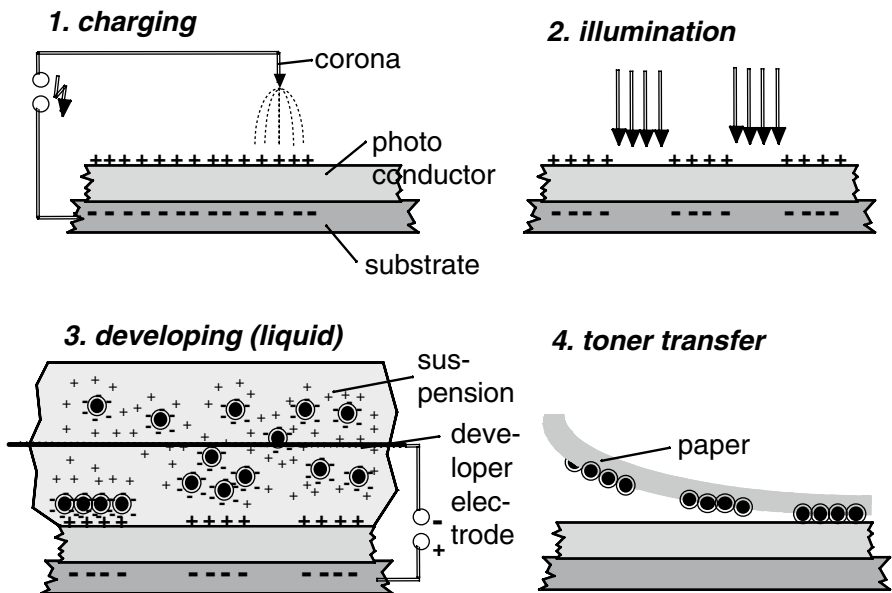 1. charging
corona
photo
conductor
substrate
2. illumination
3. developing (liquid)
sus-
pension
deve-
loper
elec-
trode
4. toner transfer
paper